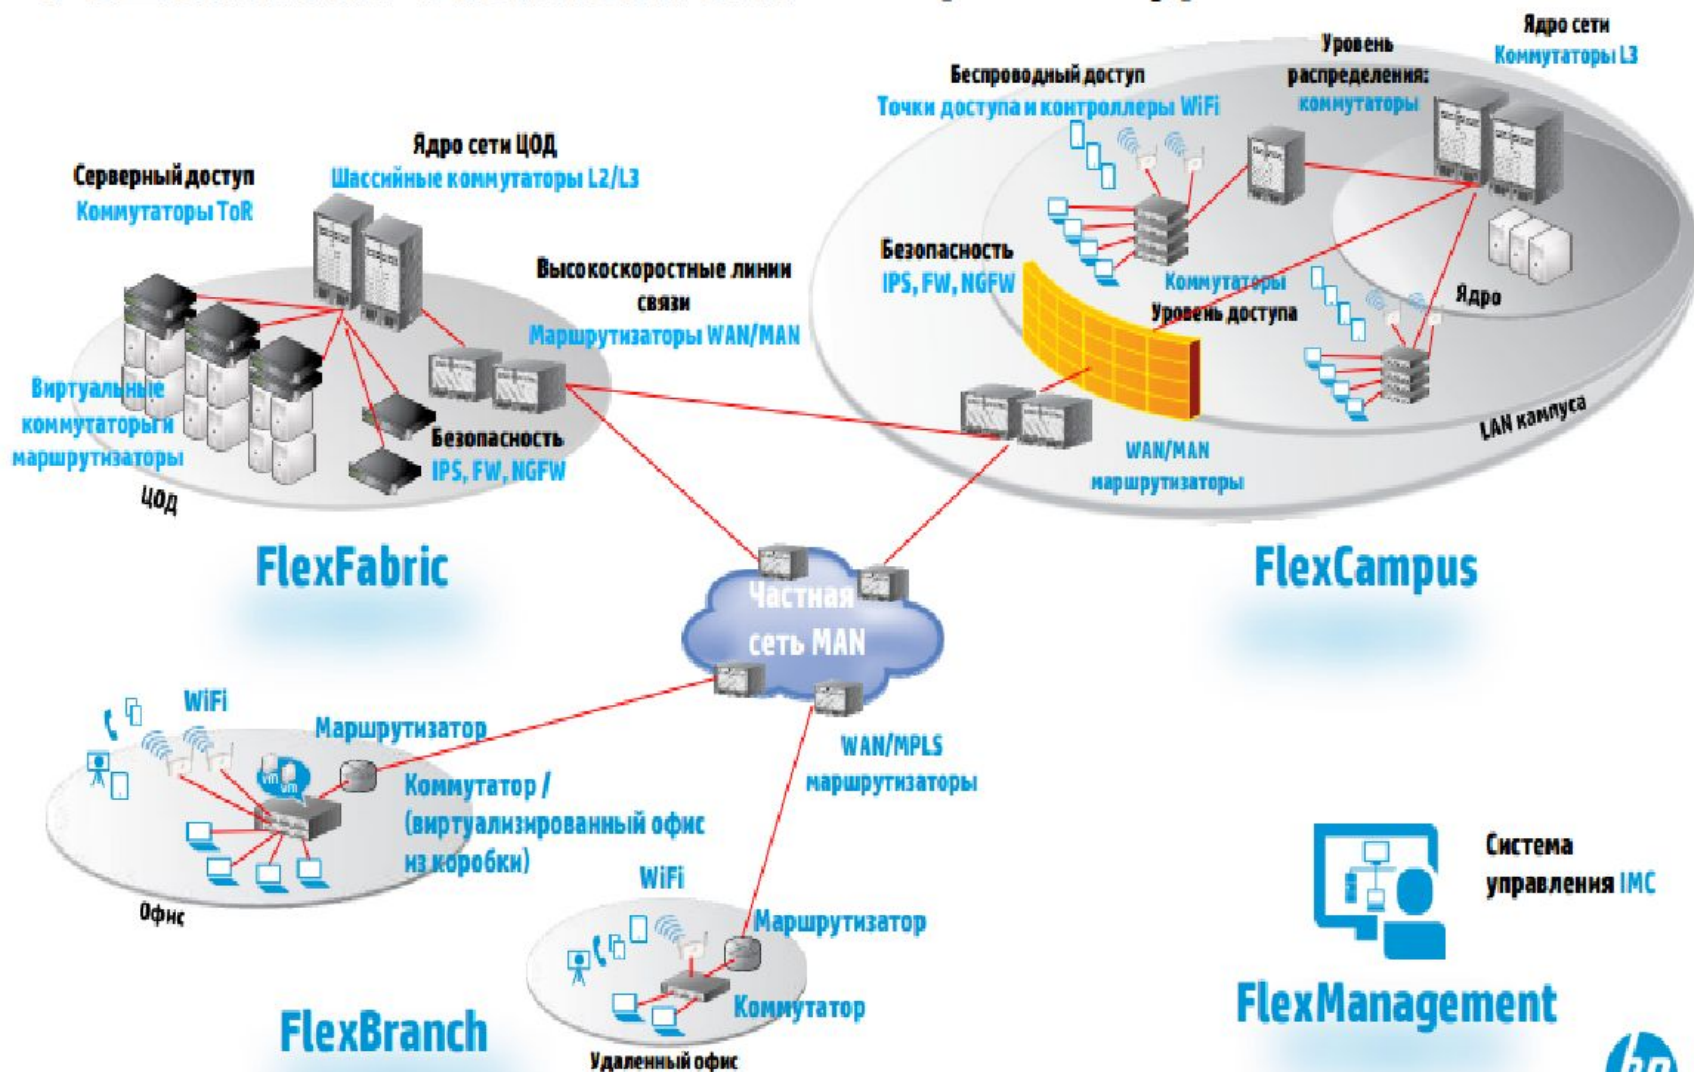 Ядро сети
Коммутаторы L3
Уровень
распределения:
коммутаторы
Беспроводный доступ
Точки доступа и контроллеры WiFi
Ядро сети ЦОД
Шассийные коммутаторы L2/L3
Серверный доступ
Коммутаторы ToR
Высокоскоростные линии
связи
Маршрутизаторы WAN/MAN
Безопасность
IPS, FW, NGFW
Коммутаторы
Уровень доступа
Ядро
LAN кампуса
Виртуальные
коммутаторы и
маршрутизаторы
Безопасность
IPS, FW, NGFW
ЦОД
WAN/MAN
маршрутизаторы
FlexFabric
FlexCampus
Частная
сеть MAN
WiFi
Маршрутизатор
vm
vm
Коммутатор /
(виртуализированный офис
из коробки)
Офис
WAN/MPLS
маршрутизаторы
WiFi
Маршрутизатор
Коммутатор
Удаленный офис
FlexBranch
Система
управления IMC
FlexManagement
hp